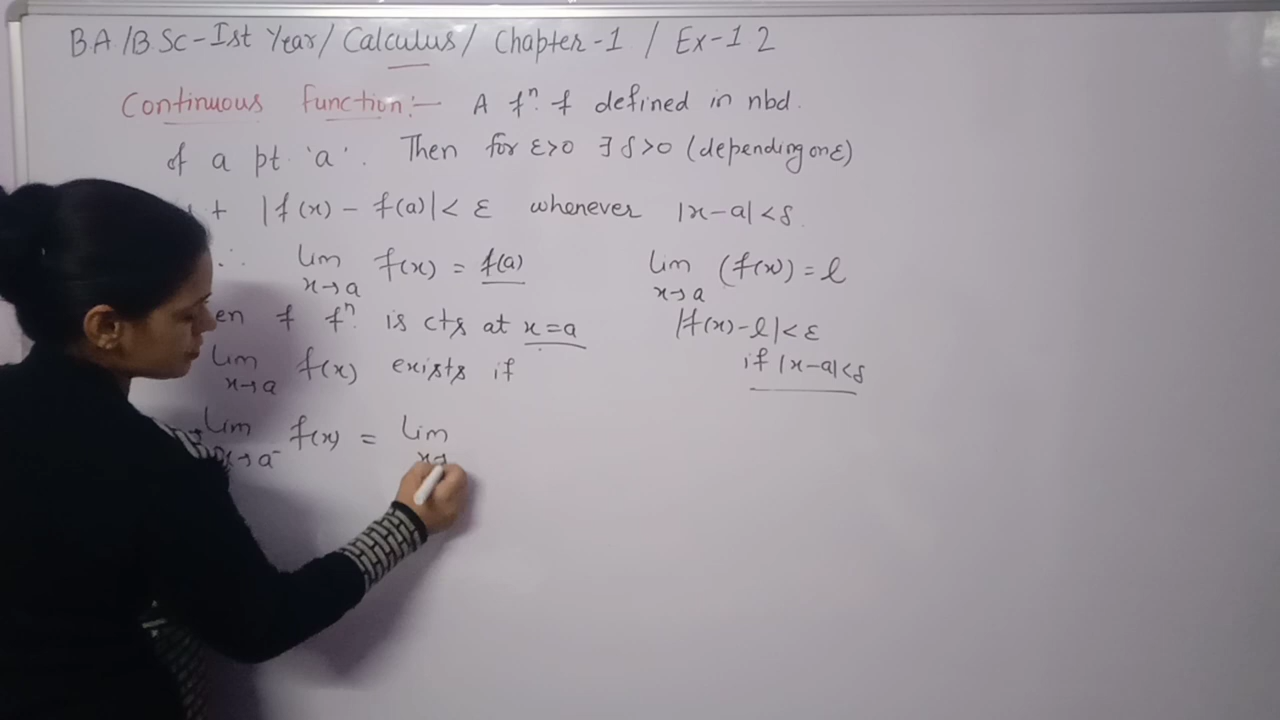 B.A/B.Sc-Ist Year/ Calculus/ Chapter-1 / Ex-1.2
Continuous function:- A fⁿ. f defined in nbd.
of a pt. 'a'. Then for ε>0 ∃ δ>0 (depending on ε)
|f(x) - f(a)| < ε whenever |x-a| < δ.
∴ lim x→a f(x) = f(a)
lim x→a (f(x)) = l
f fⁿ. is cts at x=a
|f(x)-l| < ε
if |x-a| < δ
lim x→a f(x) exists if
lim x→a⁻ f(x) = lim x→